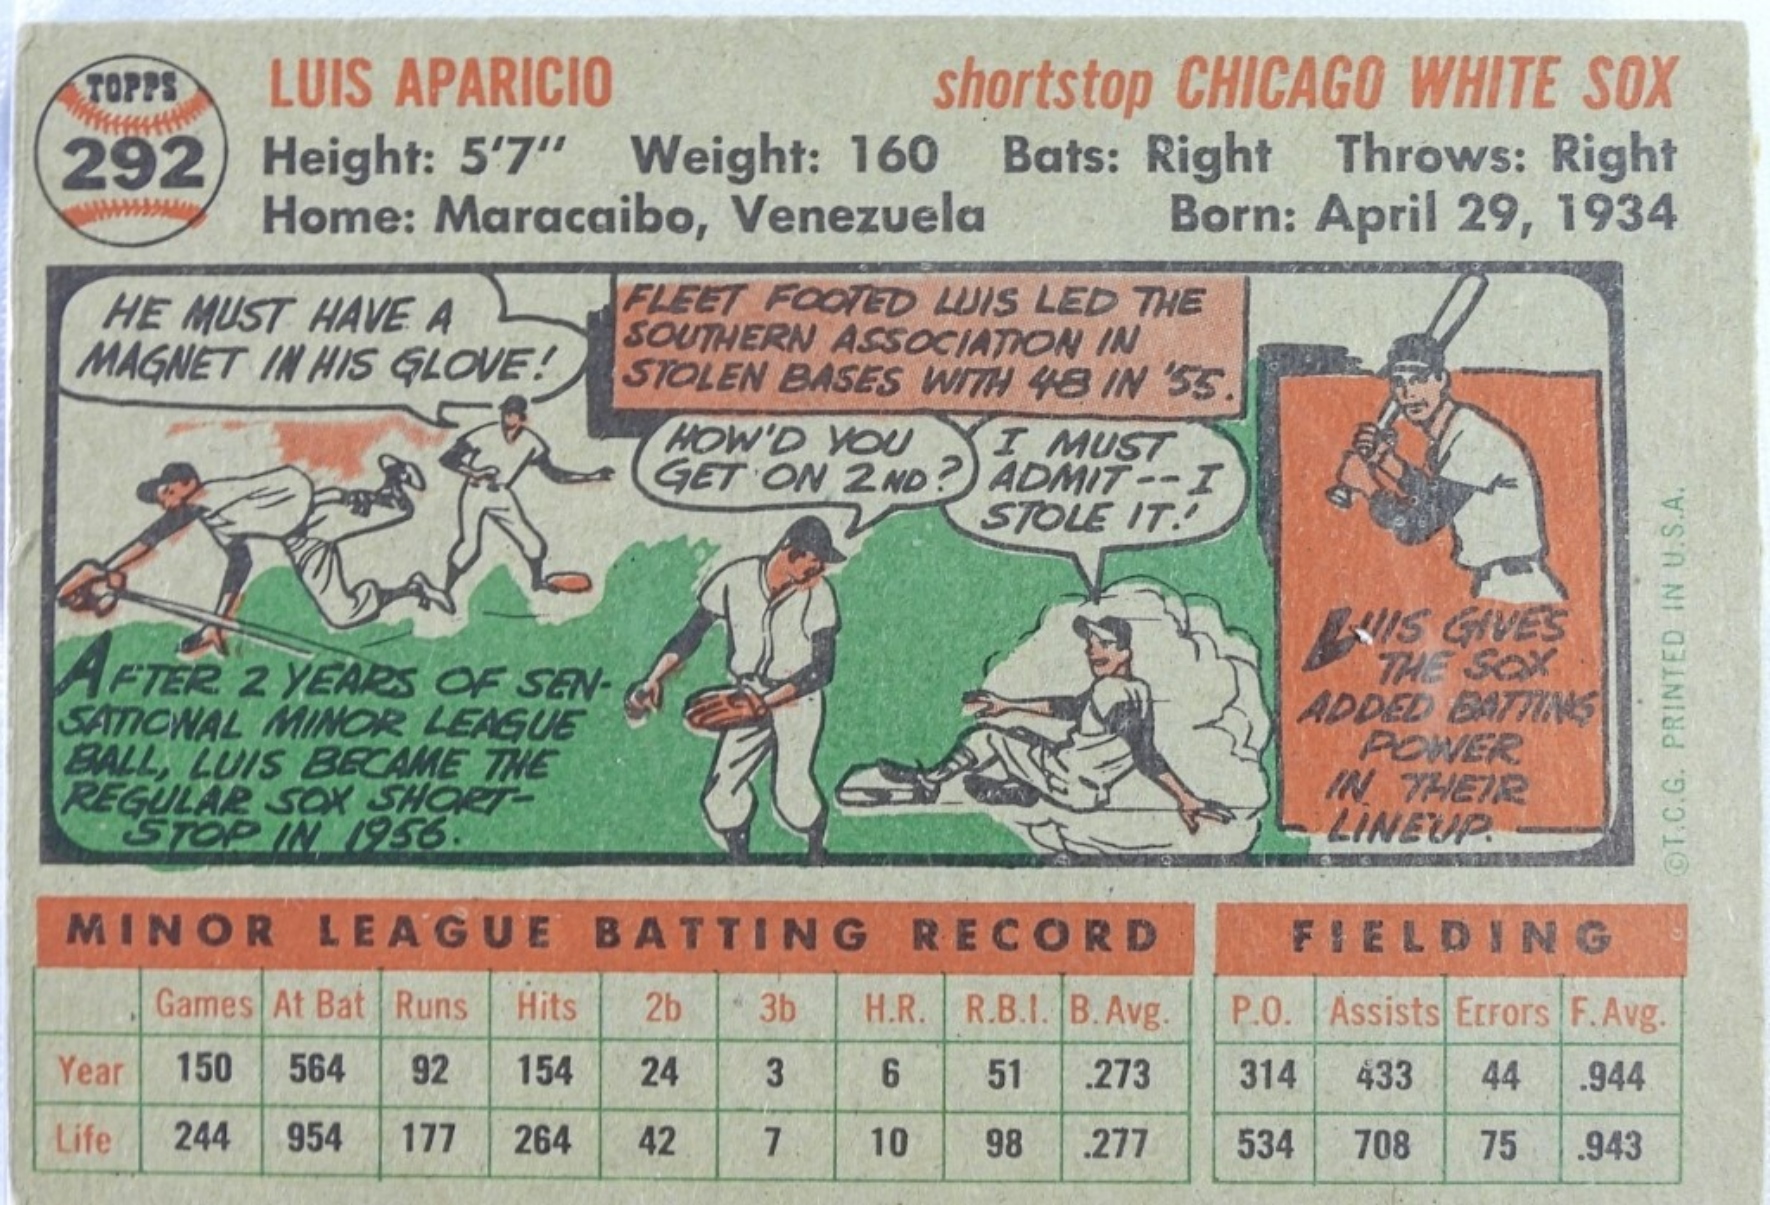 TOPPS
292
LUIS APARICIO
shortstop CHICAGO WHITE SOX
Height: 5'7" Weight: 160 Bats: Right Throws: Right
Home: Maracaibo, Venezuela Born: April 29, 1934
HE MUST HAVE A
MAGNET IN HIS GLOVE!
FLEET FOOTED LUIS LED THE
SOUTHERN ASSOCIATION IN
STOLEN BASES WITH 48 IN '55.
HOW'D YOU
GET ON 2ND?
I MUST
ADMIT--I
STOLE IT!
AFTER 2 YEARS OF SEN-
SATIONAL MINOR LEAGUE
BALL, LUIS BECAME THE
REGULAR SOX SHORT-
STOP IN 1956.
LUIS GIVES
THE SOX
ADDED BATTING
POWER
IN THEIR
LINEUP.
©T.C.G. PRINTED IN U.S.A.
MINOR LEAGUE BATTING RECORD FIELDING
Games At Bat Runs Hits 2b 3b H.R. R.B.I. B. Avg. P.O. Assists Errors F. Avg.
Year 150 564 92 154 24 3 6 51 .273 314 433 44 .944
Life 244 954 177 264 42 7 10 98 .277 534 708 75 .943